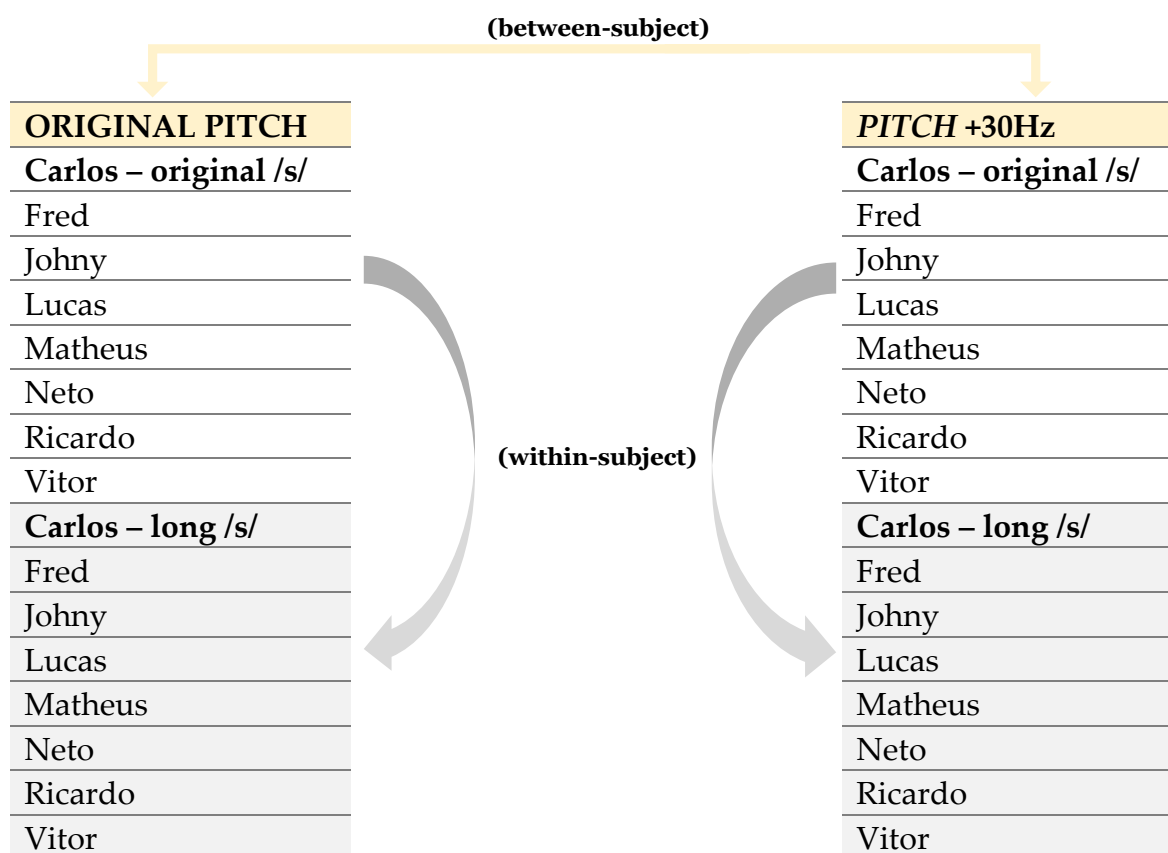 (between-subject)
ORIGINAL PITCH
Carlos – original /s/
Fred
Johny
Lucas
Matheus
Neto
Ricardo
Vitor
Carlos – long /s/
Fred
Johny
Lucas
Matheus
Neto
Ricardo
Vitor
(within-subject)
PITCH +30Hz
Carlos – original /s/
Fred
Johny
Lucas
Matheus
Neto
Ricardo
Vitor
Carlos – long /s/
Fred
Johny
Lucas
Matheus
Neto
Ricardo
Vitor